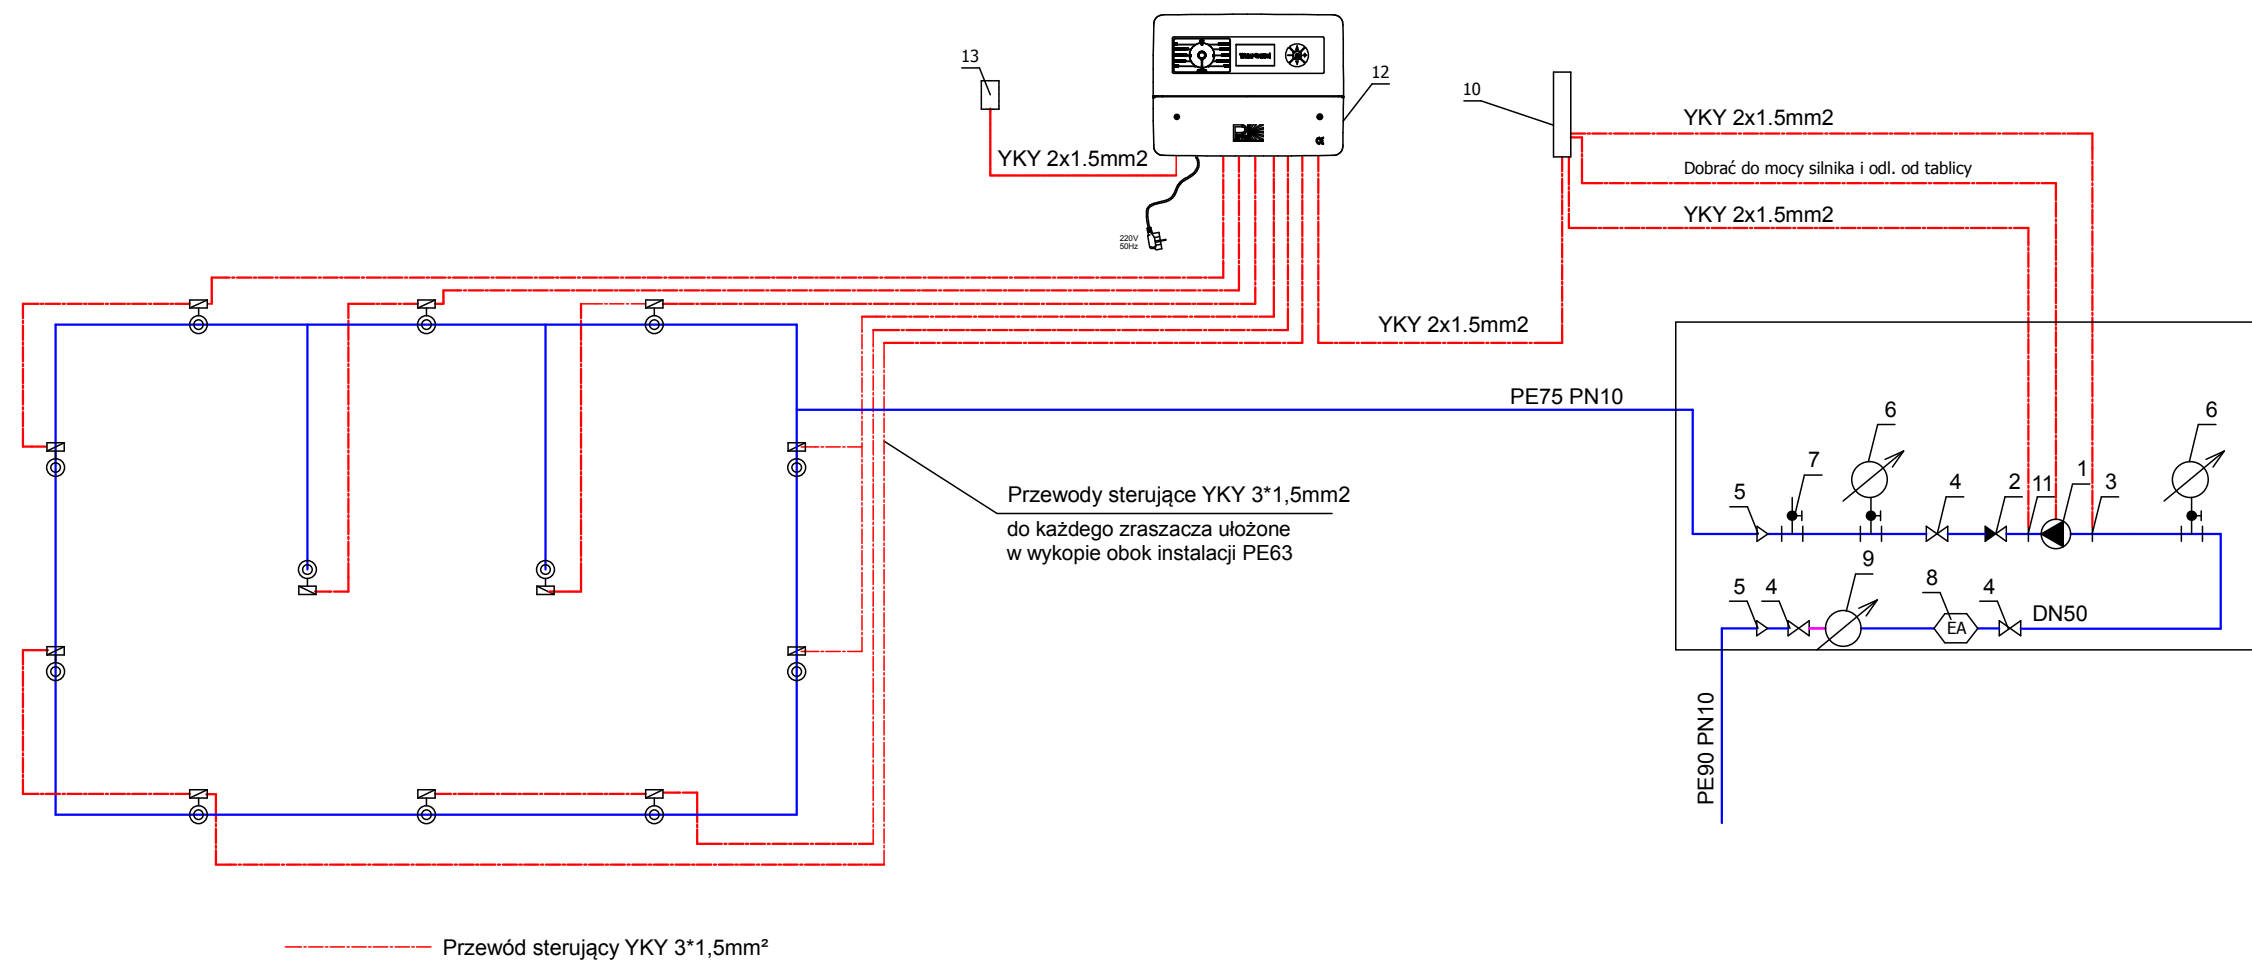 13
12
10
YKY 2x1.5mm2
YKY 2x1.5mm2
Dobrać do mocy silnika i odl. od tablicy
YKY 2x1.5mm2
220V
50Hz
YKY 2x1.5mm2
PE75 PN10
6
6
5
7
4
2
11
1
3
Przewody sterujące YKY 3*1,5mm2
do każdego zraszacza ułożone
w wykopie obok instalacji PE63
5
4
9
8
4
EA
DN50
PE90 PN10
Przewód sterujący YKY 3*1,5mm²